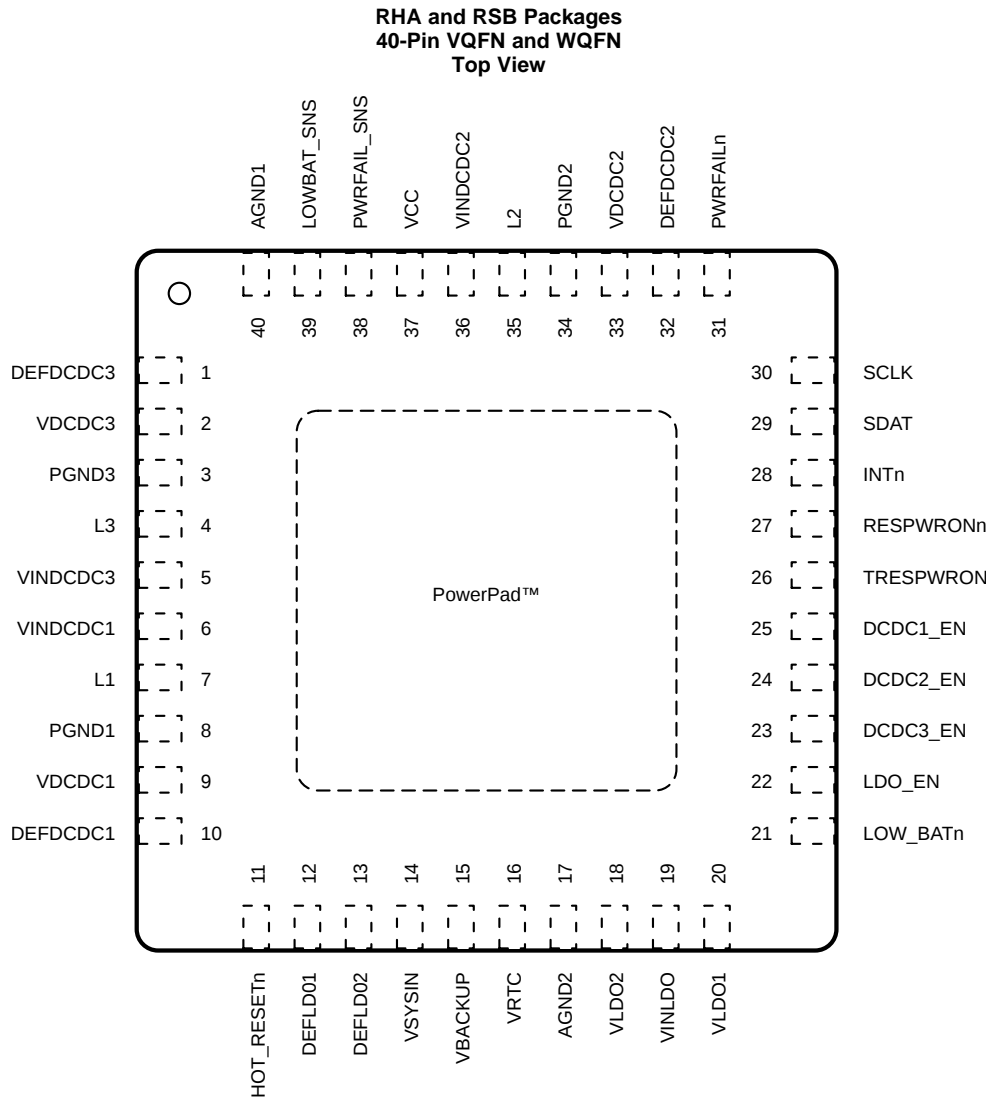 RHA and RSB Packages
40-Pin VQFN and WQFN
Top View
AGND1
LOWBAT_SNS
PWRFAIL_SNS
VCC
VINDCDC2
L2
PGND2
VDCDC2
DEFDCDC2
PWRFAILn
40
39
38
37
36
35
34
33
32
31
DEFDCDC3 1
VDCDC3 2
PGND3 3
L3 4
VINDCDC3 5
VINDCDC1 6
L1 7
PGND1 8
VDCDC1 9
DEFDCDC1 10
PowerPad™
30 SCLK
29 SDAT
28 INTn
27 RESPWRONn
26 TRESPWRON
25 DCDC1_EN
24 DCDC2_EN
23 DCDC3_EN
22 LDO_EN
21 LOW_BATn
11
12
13
14
15
16
17
18
19
20
HOT_RESETn
DEFLD01
DEFLD02
VSYSIN
VBACKUP
VRTC
AGND2
VLDO2
VINLDO
VLDO1